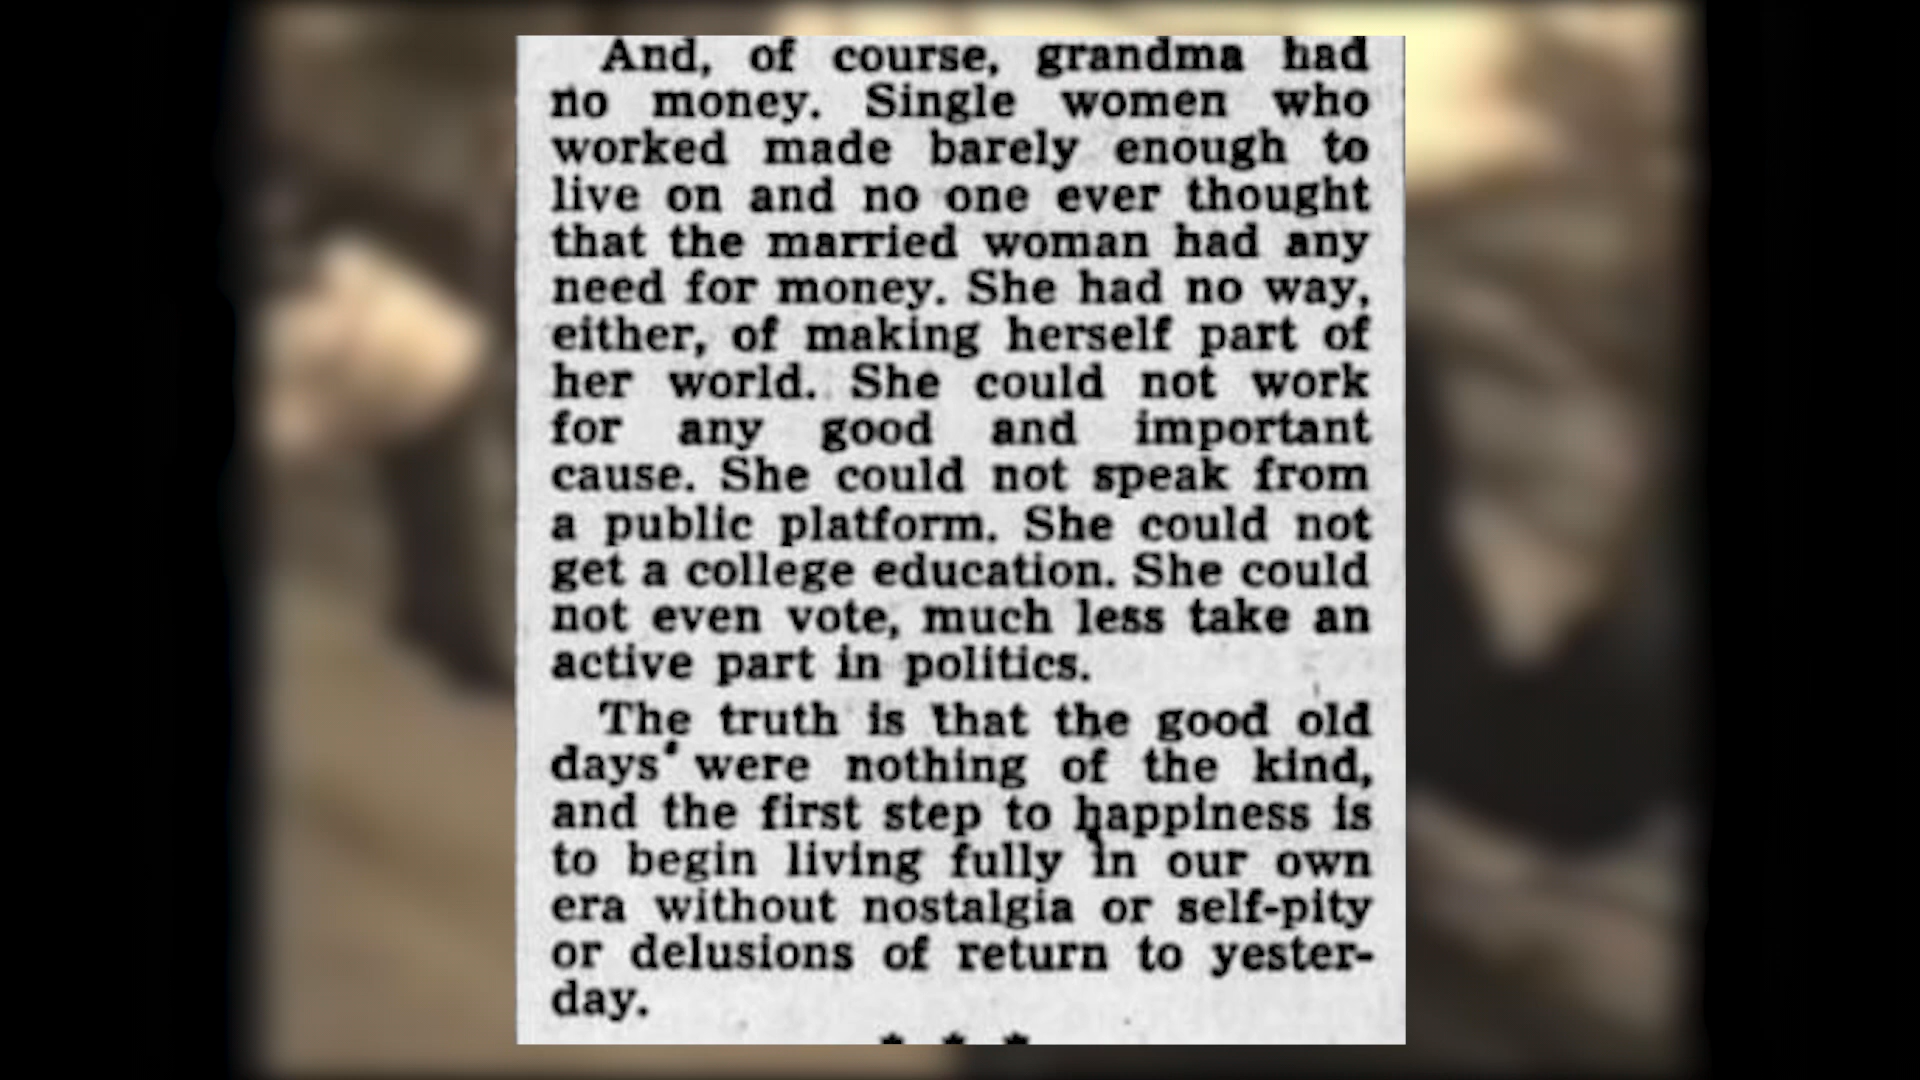 And, of course, grandma had
no money. Single women who
worked made barely enough to
live on and no one ever thought
that the married woman had any
need for money. She had no way,
either, of making herself part of
her world. She could not work
for any good and important
cause. She could not speak from
a public platform. She could not
get a college education. She could
not even vote, much less take an
active part in politics.
The truth is that the good old
days were nothing of the kind,
and the first step to happiness is
to begin living fully in our own
era without nostalgia or self-pity
or delusions of return to yester-
day.
* * *